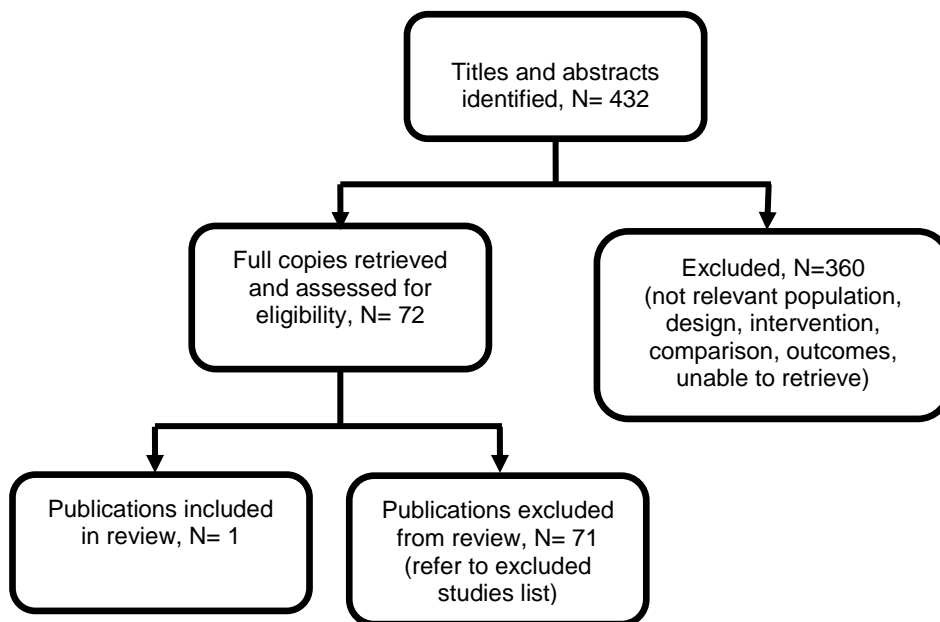 Titles and abstracts
identified, N= 432
Full copies retrieved
and assessed for
eligibility, N= 72
Excluded, N=360
(not relevant population,
design, intervention,
comparison, outcomes,
unable to retrieve)
Publications included
in review, N= 1
Publications excluded
from review, N= 71
(refer to excluded
studies list)